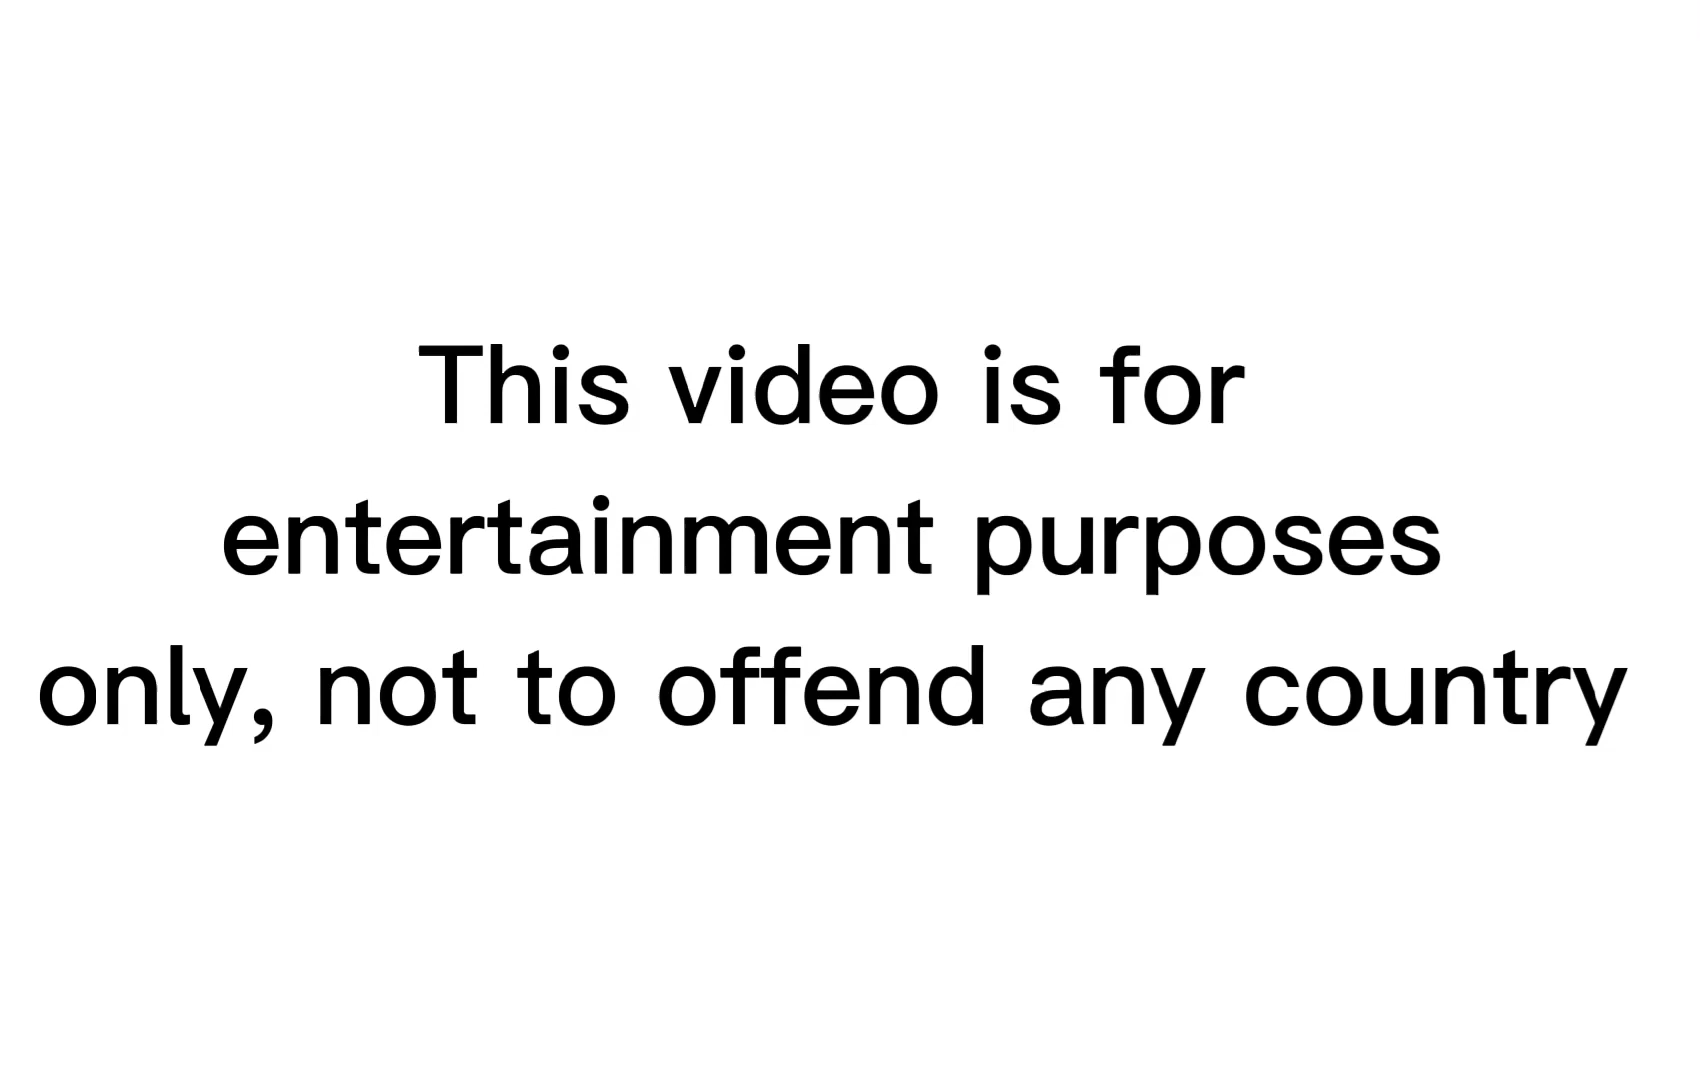 This video is for
entertainment purposes
only, not to offend any country